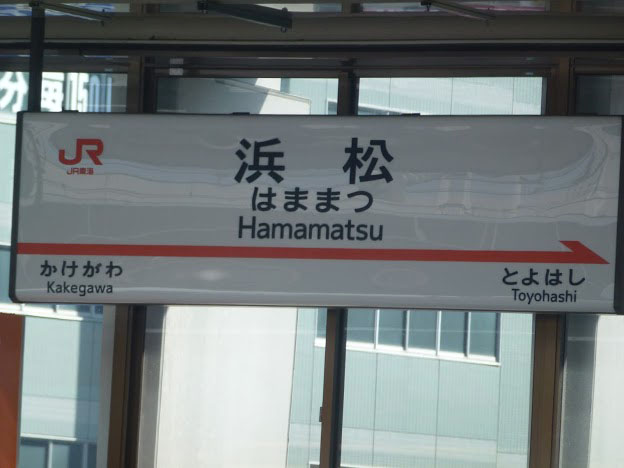 JR
JR東海
浜 松
はままつ
Hamamatsu
かけがわ
Kakegawa
とよはし
Toyohashi